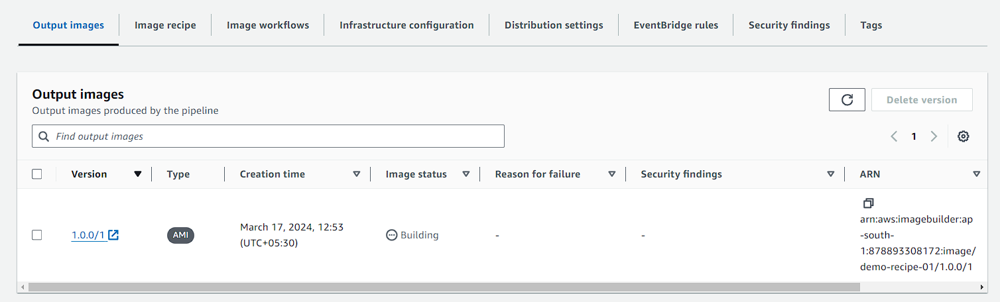 Output images Image recipe Image workflows Infrastructure configuration Distribution settings EventBridge rules Security findings Tags
Output images
Output images produced by the pipeline
Delete version
Find output images
1
Version Type Creation time Image status Reason for failure Security findings ARN
1.0.0/1 AMI March 17, 2024, 12:53
(UTC+05:30) Building - -
arn:aws:imagebuilder:ap
-south-
1:878893308172:image/
demo-recipe-01/1.0.0/1